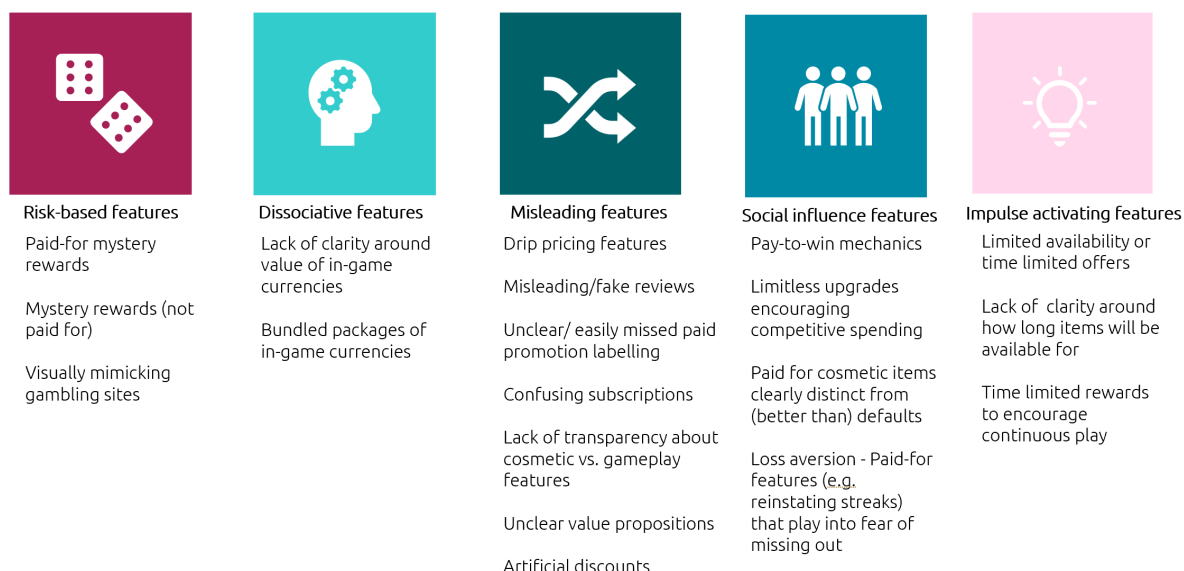 Risk-based features
Paid-for mystery
rewards
Mystery rewards (not
paid for)
Visually mimicking
gambling sites
Dissociative features
Lack of clarity around
value of in-game
currencies
Bundled packages of
in-game currencies
Misleading features
Drip pricing features
Misleading/fake reviews
Unclear/ easily missed paid
promotion labelling
Confusing subscriptions
Lack of transparency about
cosmetic vs. gameplay
features
Unclear value propositions
Artificial discounts
Social influence features
Pay-to-win mechanics
Limitless upgrades
encouraging
competitive spending
Paid for cosmetic items
clearly distinct from
(better than) defaults
Loss aversion - Paid-for
features (e.g.
reinstating streaks)
that play into fear of
missing out
Impulse activating features
Limited availability or
time limited offers
Lack of  clarity around
how long items will be
available for
Time limited rewards
to encourage
continuous play